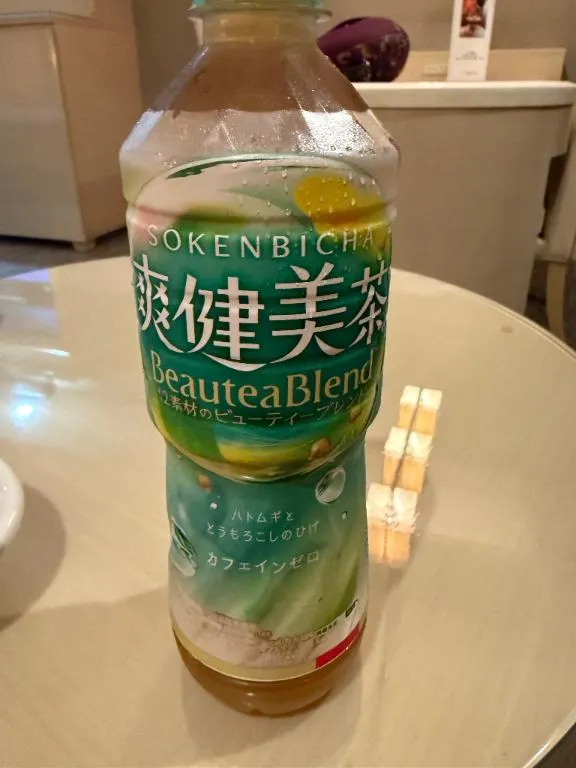 SOKENBICHA
爽健美茶
BeauteaBlend
12素材のビューティーブレンド
ハトムギと
とうもろこしのひげ
カフェインゼロ